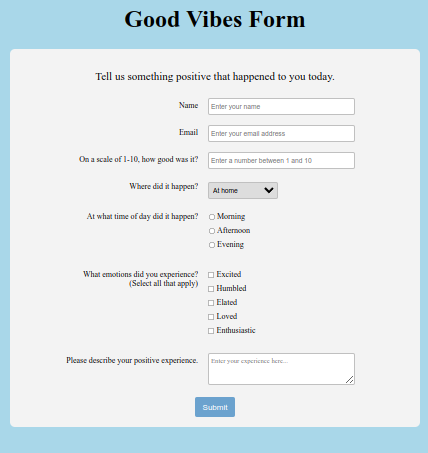 Good Vibes Form
Tell us something positive that happened to you today.
Name
Enter your name
Email
Enter your email address
On a scale of 1-10, how good was it?
Enter a number between 1 and 10
Where did it happen?
At home
At what time of day did it happen?
Morning
Afternoon
Evening
What emotions did you experience?
(Select all that apply)
Excited
Humbled
Elated
Loved
Enthusiastic
Please describe your positive experience.
Enter your experience here...
Submit